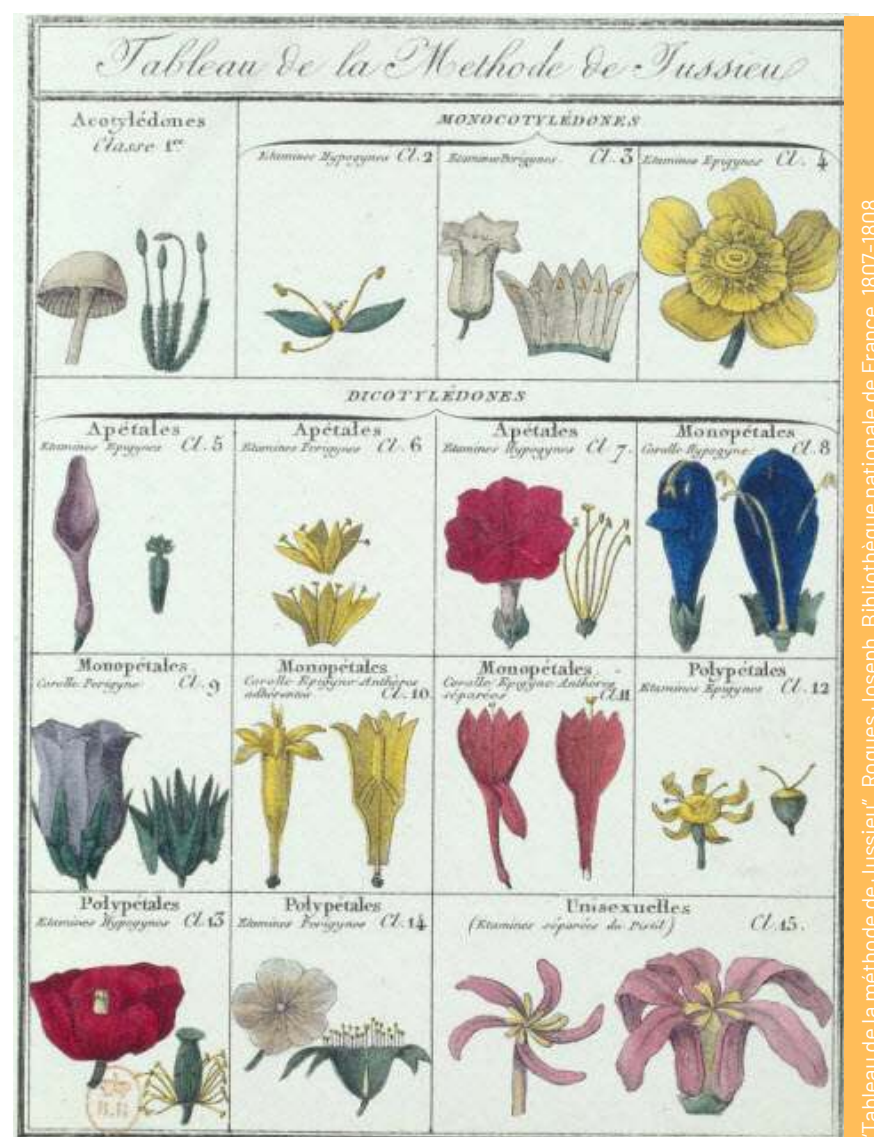 Tableau de la Methode de Jussieu
Acotylédones
Classe 1.re
MONOCOTYLÉDONES
Etamines Hypogynes Cl. 2
Etamines Perigynes Cl. 3
Etamines Epigynes Cl. 4
DICOTYLÉDONES
Apétales
Etamines Epigynes Cl. 5
Apétales
Etamines Perigynes Cl. 6
Apétales
Etamines Hypogynes Cl 7.
Monopétales
Corolle Hypogyne Cl. 8
Monopétales
Corolle Perigyne Cl. 9
Monopétales
Corolle Epigyne Anthères
adhérentes Cl. 10.
Monopétales
Corolle Epigyne Anthères
séparées Cl. 11
Polypétales
Etamines Epigynes Cl. 12
Polypétales
Etamines Hypogynes Cl. 13
Polypétales
Etamines Perigynes Cl. 14
Unisexuelles
(Etamines séparées du Pistil) Cl. 15.
B.R
"Tableau de la méthode de Jussieu", Roques, Joseph, Bibliothèque nationale de France, 1807-1808